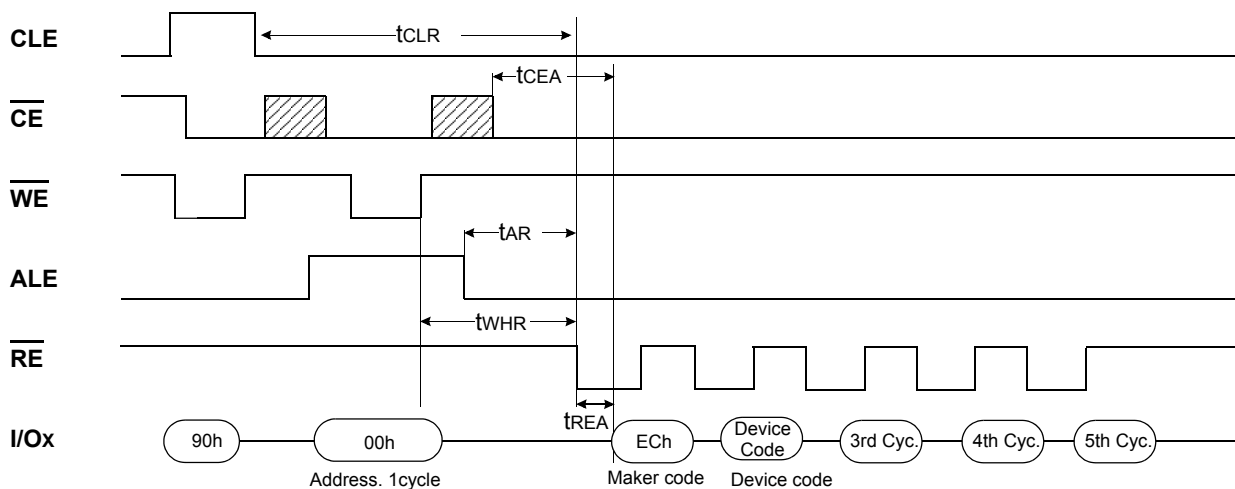 CLE
tCLR
tCEA
CE
WE
tAR
ALE
tWHR
RE
tREA
I/Ox
90h
00h
ECh
Device
Code
3rd Cyc.
4th Cyc.
5th Cyc.
Address. 1cycle
Maker code
Device code